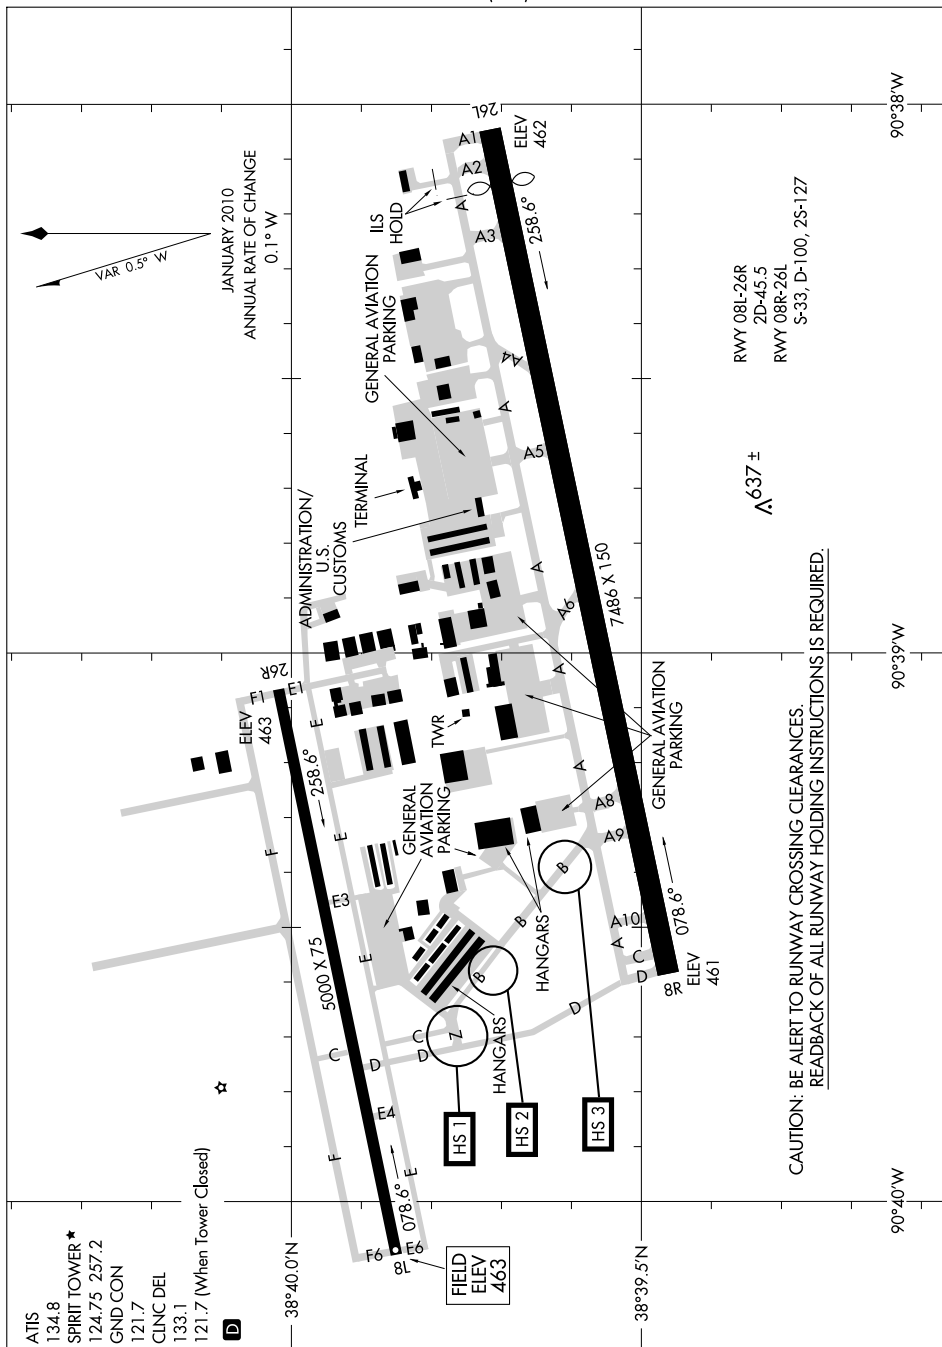 ATIS
134.8
SPIRIT TOWER★
124.75 257.2
GND CON
121.7
CLNC DEL
133.1
121.7 (When Tower Closed)
D
JANUARY 2010
ANNUAL RATE OF CHANGE
0.1° W
VAR 0.5° W
90°38'W
90°39'W
90°40'W
38°40.0'N
38°39.5'N
FIELD
ELEV
463
8L
F6
E6
078.6°
F
E
E4
D
C
D
C
5000 X 75
E3
E
E
F
258.6°
E
ELEV
463
F1
E1
26R
Z
HS 1
B
HS 2
B
HS 3
B
HANGARS
HANGARS
GENERAL
AVIATION
PARKING
TWR
ADMINISTRATION/
U.S.
CUSTOMS
TERMINAL
GENERAL AVIATION
PARKING
ILS
HOLD
GENERAL AVIATION
PARKING
D
D
C
A
8R
ELEV
461
078.6°
A10
A9
A8
A
A
A6
A
7486 X 150
A5
A
A4
A3
A
A2
A1
258.6°
26L
ELEV
462
RWY 08L-26R
2D-45.5
RWY 08R-26L
S-33, D-100, 2S-127
637 ±
CAUTION: BE ALERT TO RUNWAY CROSSING CLEARANCES.
READBACK OF ALL RUNWAY HOLDING INSTRUCTIONS IS REQUIRED.